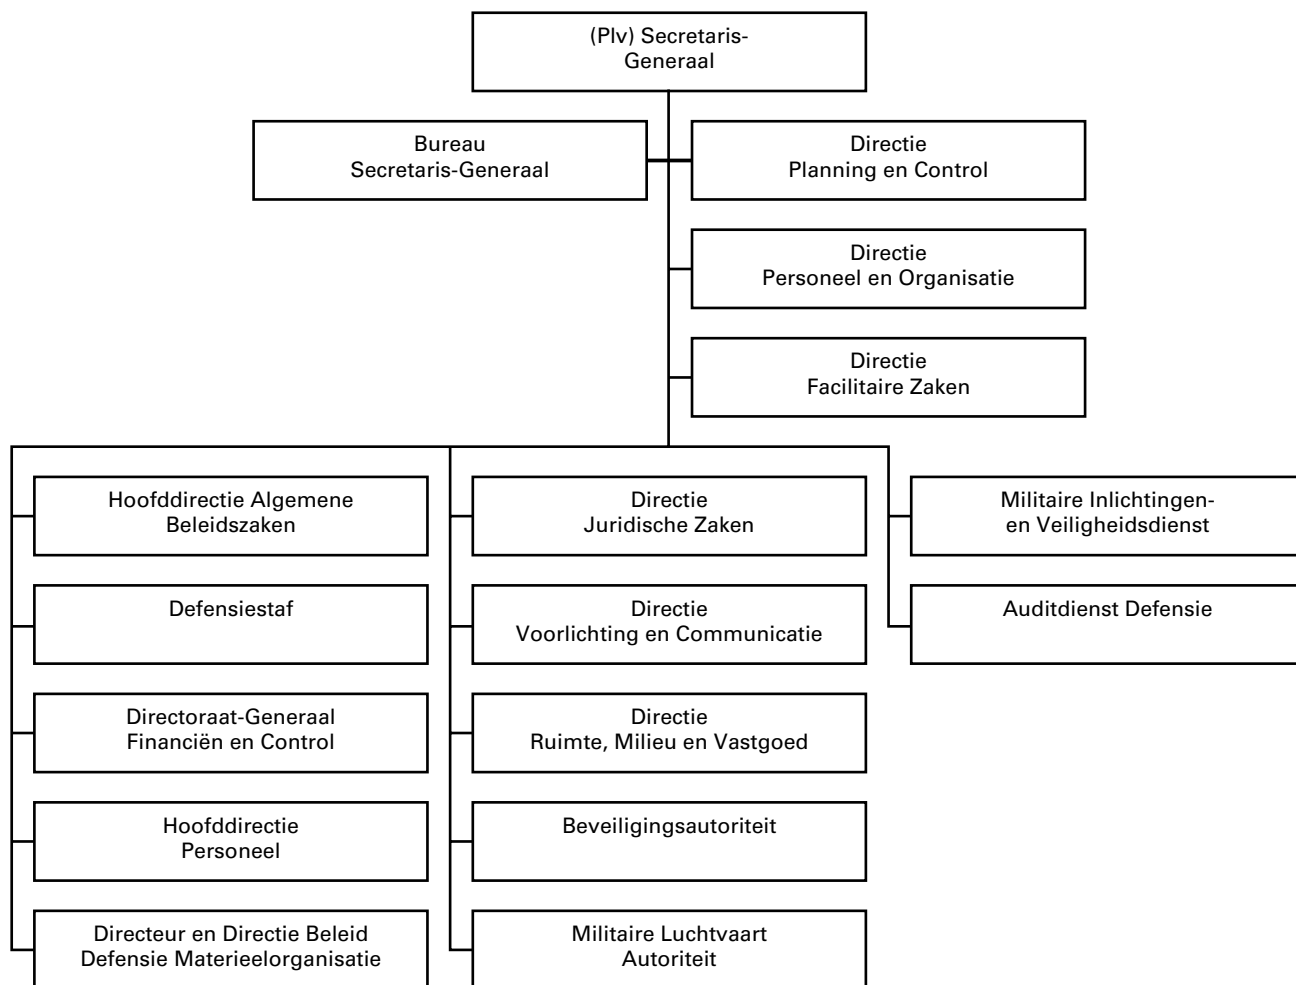 (Plv) Secretaris-
Generaal
Bureau
Secretaris-Generaal
Directie
Planning en Control
Directie
Personeel en Organisatie
Directie
Facilitaire Zaken
Hoofddirectie Algemene
Beleidszaken
Defensiestaf
Directoraat-Generaal
Financiën en Control
Hoofddirectie
Personeel
Directeur en Directie Beleid
Defensie Materieelorganisatie
Directie
Juridische Zaken
Directie
Voorlichting en Communicatie
Directie
Ruimte, Milieu en Vastgoed
Beveiligingsautoriteit
Militaire Luchtvaart
Autoriteit
Militaire Inlichtingen-
en Veiligheidsdienst
Auditdienst Defensie